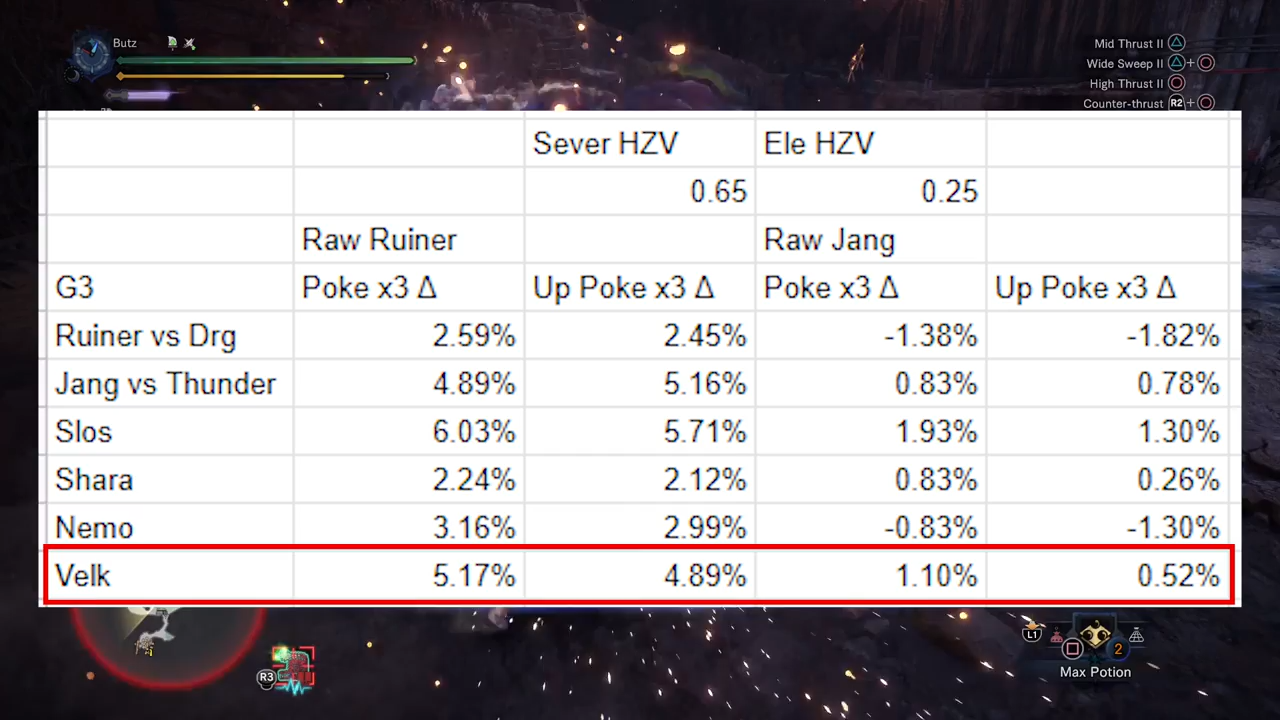 Butz
Mid Thrust II
Wide Sweep II +
High Thrust II
Counter-thrust R2 +
Sever HZV Ele HZV
0.65 0.25
Raw Ruiner Raw Jang
G3 Poke x3 Δ Up Poke x3 Δ Poke x3 Δ Up Poke x3 Δ
Ruiner vs Drg 2.59% 2.45% -1.38% -1.82%
Jang vs Thunder 4.89% 5.16% 0.83% 0.78%
Slos 6.03% 5.71% 1.93% 1.30%
Shara 2.24% 2.12% 0.83% 0.26%
Nemo 3.16% 2.99% -0.83% -1.30%
Velk 5.17% 4.89% 1.10% 0.52%
L1
2
R3
Max Potion